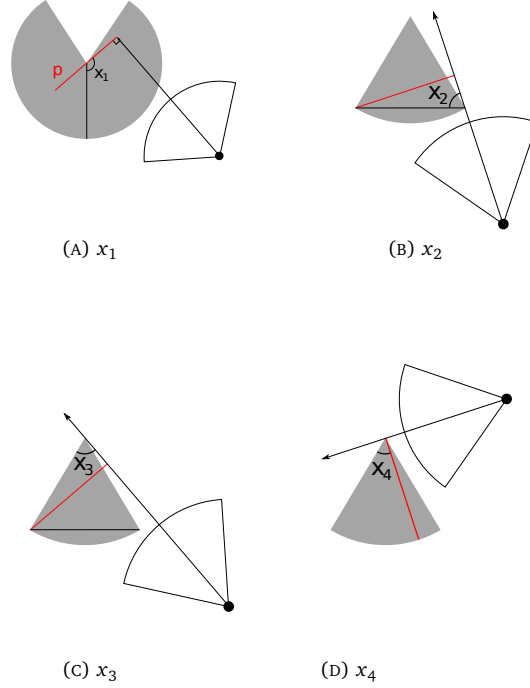 p
x₁
(A) x₁
x₂
(B) x₂
x₃
(C) x₃
x₄
(D) x₄